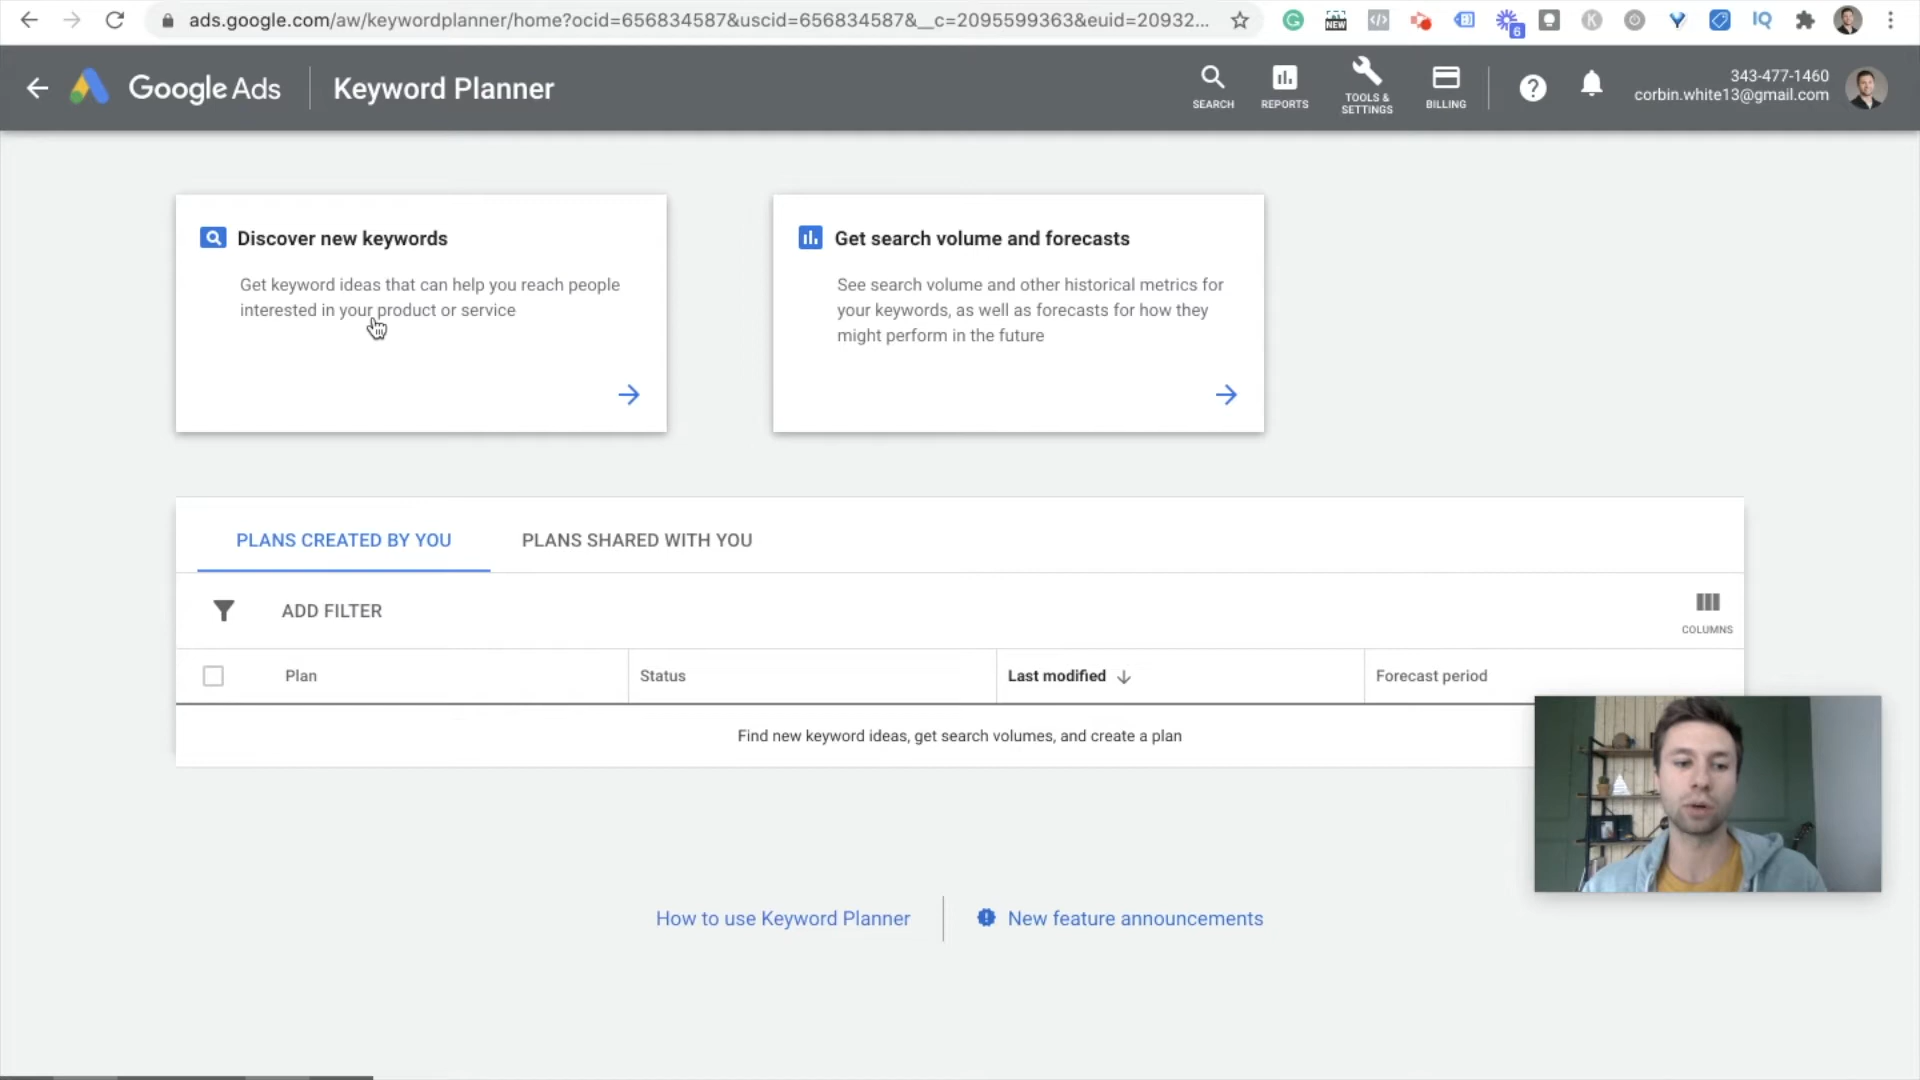 ads.google.com/aw/keywordplanner/home?ocid=656834587&uscid=656834587&__c=2095599363&euid=20932...
NEW
6
K
IQ
Google Ads
Keyword Planner
SEARCH
REPORTS
TOOLS &
SETTINGS
BILLING
343-477-1460
corbin.white13@gmail.com
Discover new keywords
Get keyword ideas that can help you reach people
interested in your product or service
Get search volume and forecasts
See search volume and other historical metrics for
your keywords, as well as forecasts for how they
might perform in the future
PLANS CREATED BY YOU
PLANS SHARED WITH YOU
ADD FILTER
COLUMNS
Plan
Status
Last modified
Forecast period
Find new keyword ideas, get search volumes, and create a plan
How to use Keyword Planner
New feature announcements